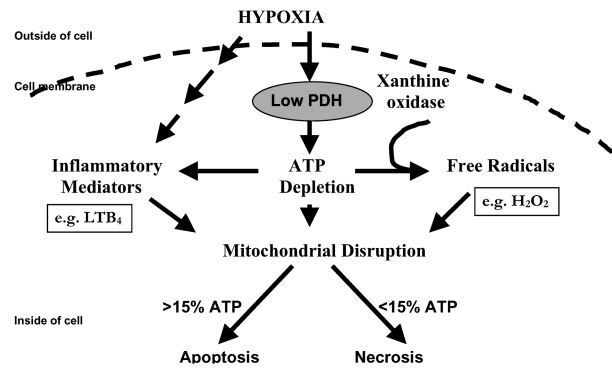 HYPOXIA
Outside of cell
Cell membrane
Low PDH
Xanthine
oxidase
Inflammatory
Mediators
ATP
Depletion
Free Radicals
e.g. LTB₄
e.g. H₂O₂
Mitochondrial Disruption
>15% ATP
<15% ATP
Inside of cell
Apoptosis
Necrosis